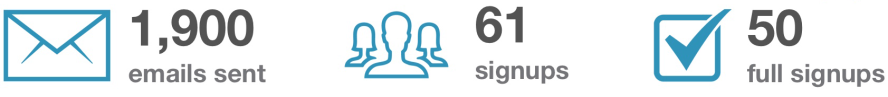 1,900
emails sent
61
signups
50
full signups